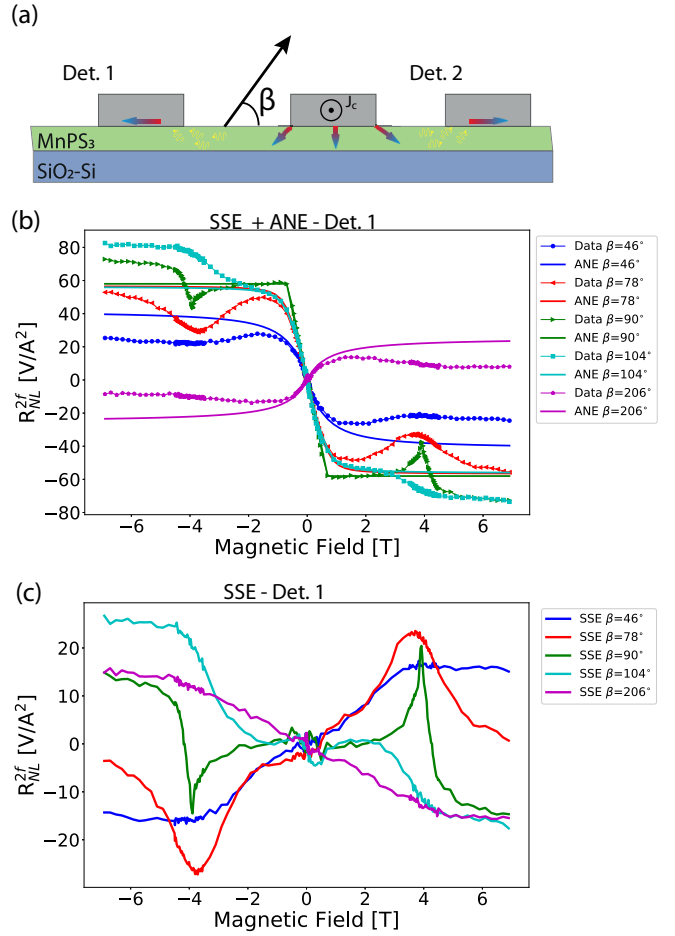 (a)
Det. 1
Det. 2
β
J꜀
MnPS₃
SiO₂-Si
(b)
SSE + ANE - Det. 1
R²ᶠ_NL [V/A²]
80
60
40
20
0
−20
−40
−60
−80
−6
−4
−2
0
2
4
6
Magnetic Field [T]
Data β=46°
ANE β=46°
Data β=78°
ANE β=78°
Data β=90°
ANE β=90°
Data β=104°
ANE β=104°
Data β=206°
ANE β=206°
(c)
SSE - Det. 1
R²ᶠ_NL [V/A²]
20
10
0
−10
−20
−6
−4
−2
0
2
4
6
Magnetic Field [T]
SSE β=46°
SSE β=78°
SSE β=90°
SSE β=104°
SSE β=206°